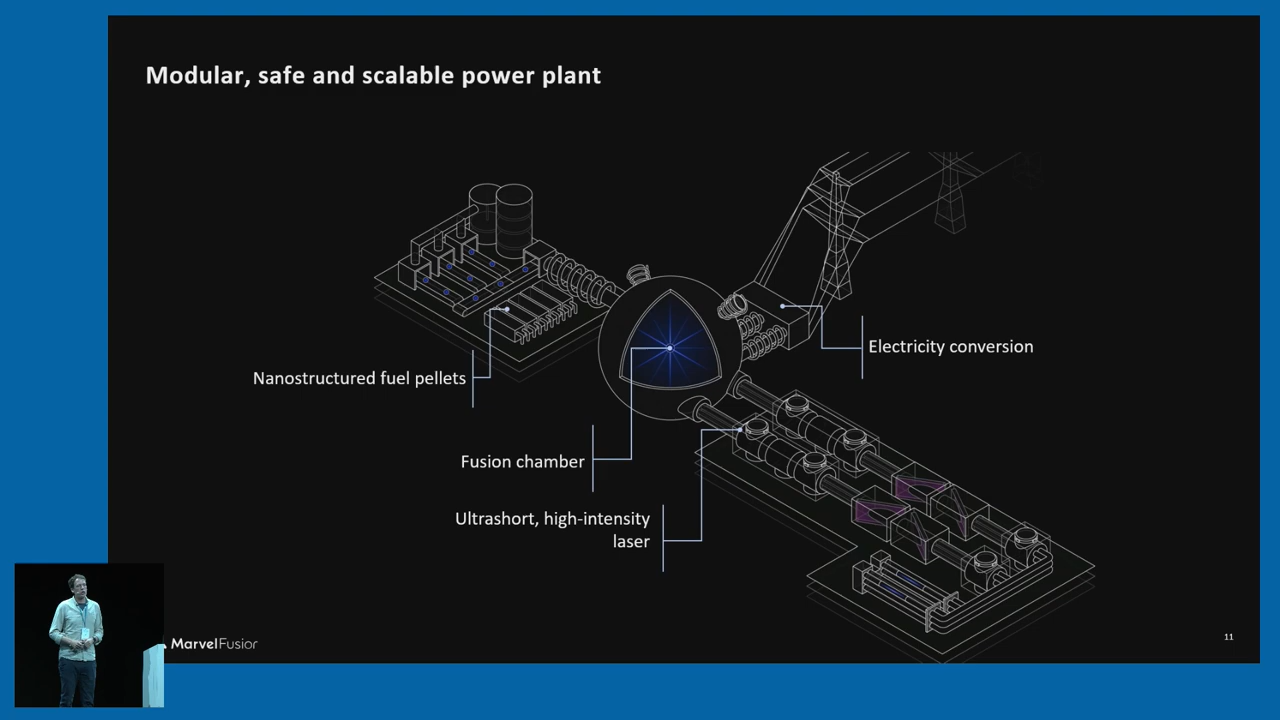 Modular, safe and scalable power plant
Electricity conversion
Nanostructured fuel pellets
Fusion chamber
Ultrashort, high-intensity
laser
MarvelFusion
11